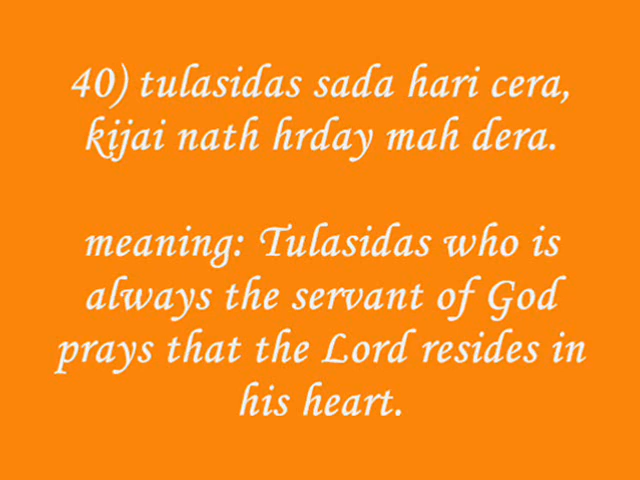 40) tulasidas sada hari cera,
kijai nath hrday mah dera.
meaning: Tulasidas who is
always the servant of God
prays that the Lord resides in
his heart.